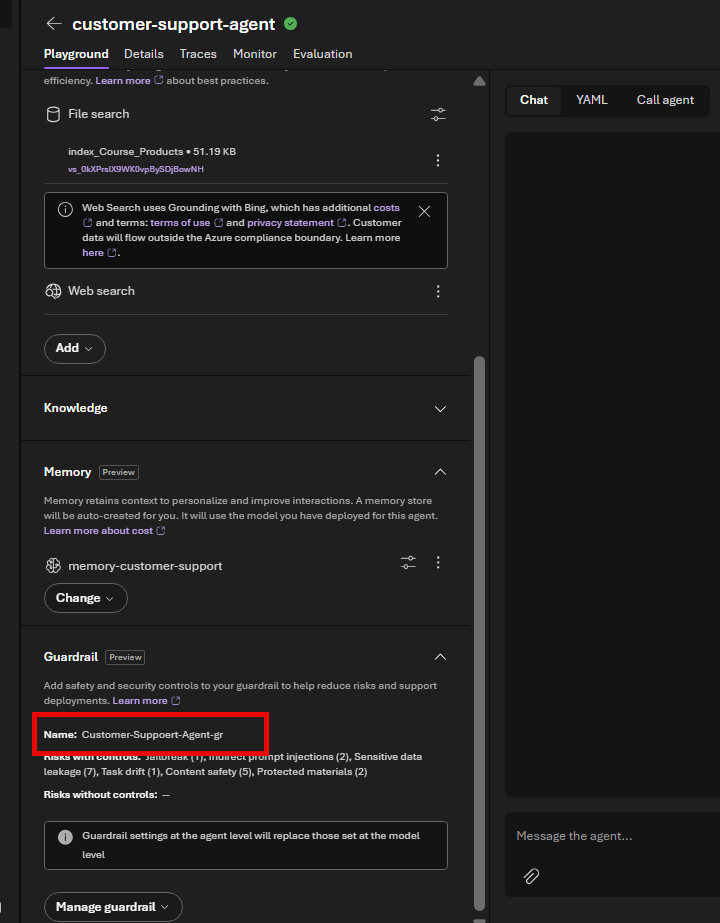 customer-support-agent
Playground Details Traces Monitor Evaluation
efficiency. Learn more about best practices.
File search
index_Course_Products • 51.19 KB
vs_0kXPrslX9WK0vpBySDjBowNH
Web Search uses Grounding with Bing, which has additional costs
and terms: terms of use and privacy statement . Customer
data will flow outside the Azure compliance boundary. Learn more
here .
Web search
Add
Knowledge
Memory Preview
Memory retains context to personalize and improve interactions. A memory store
will be auto-created for you. It will use the model you have deployed for this agent.
Learn more about cost
memory-customer-support
Change
Guardrail Preview
Add safety and security controls to your guardrail to help reduce risks and support
deployments. Learn more
Name: Customer-Suppoert-Agent-gr
Risks with controls: Jailbreak (1), Indirect prompt injections (2), Sensitive data
leakage (7), Task drift (1), Content safety (5), Protected materials (2)
Risks without controls: --
Guardrail settings at the agent level will replace those set at the model
level
Manage guardrail
Chat YAML Call agent
Message the agent...